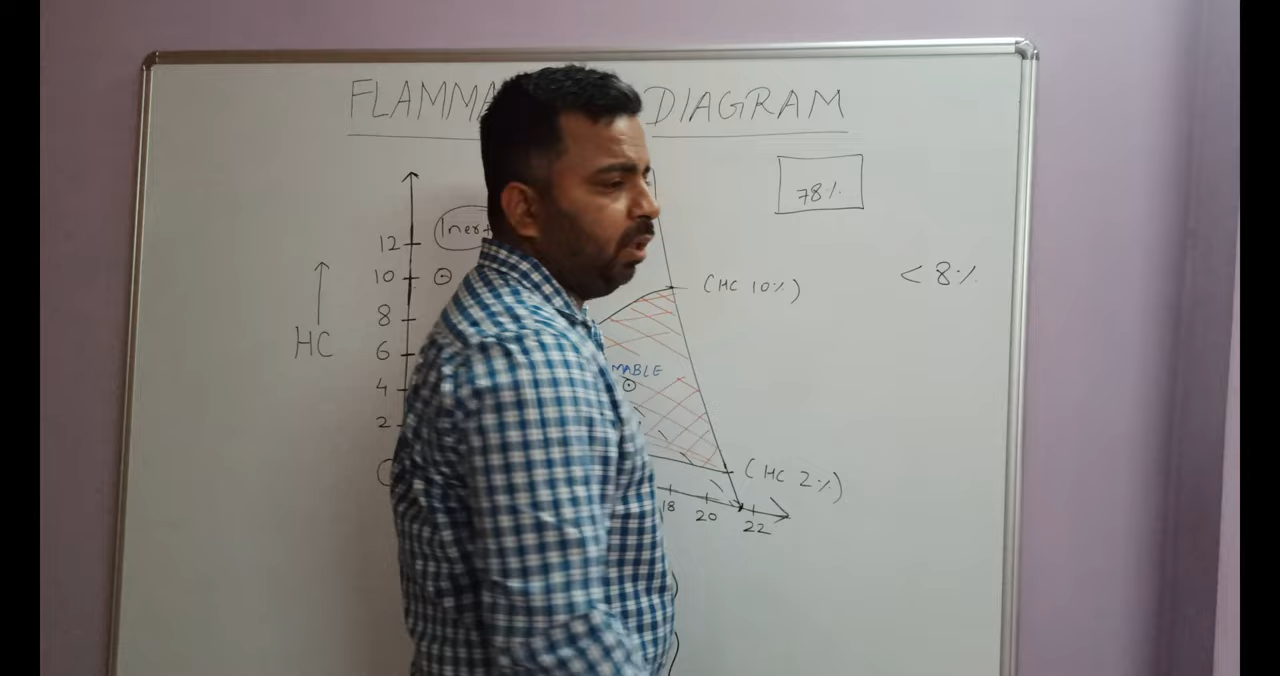 FLAMMA DIAGRAM
78%
Inert
12
10
8
6
4
2
HC
(HC 10%)
< 8%
MABLE
(HC 2%)
18 20 22